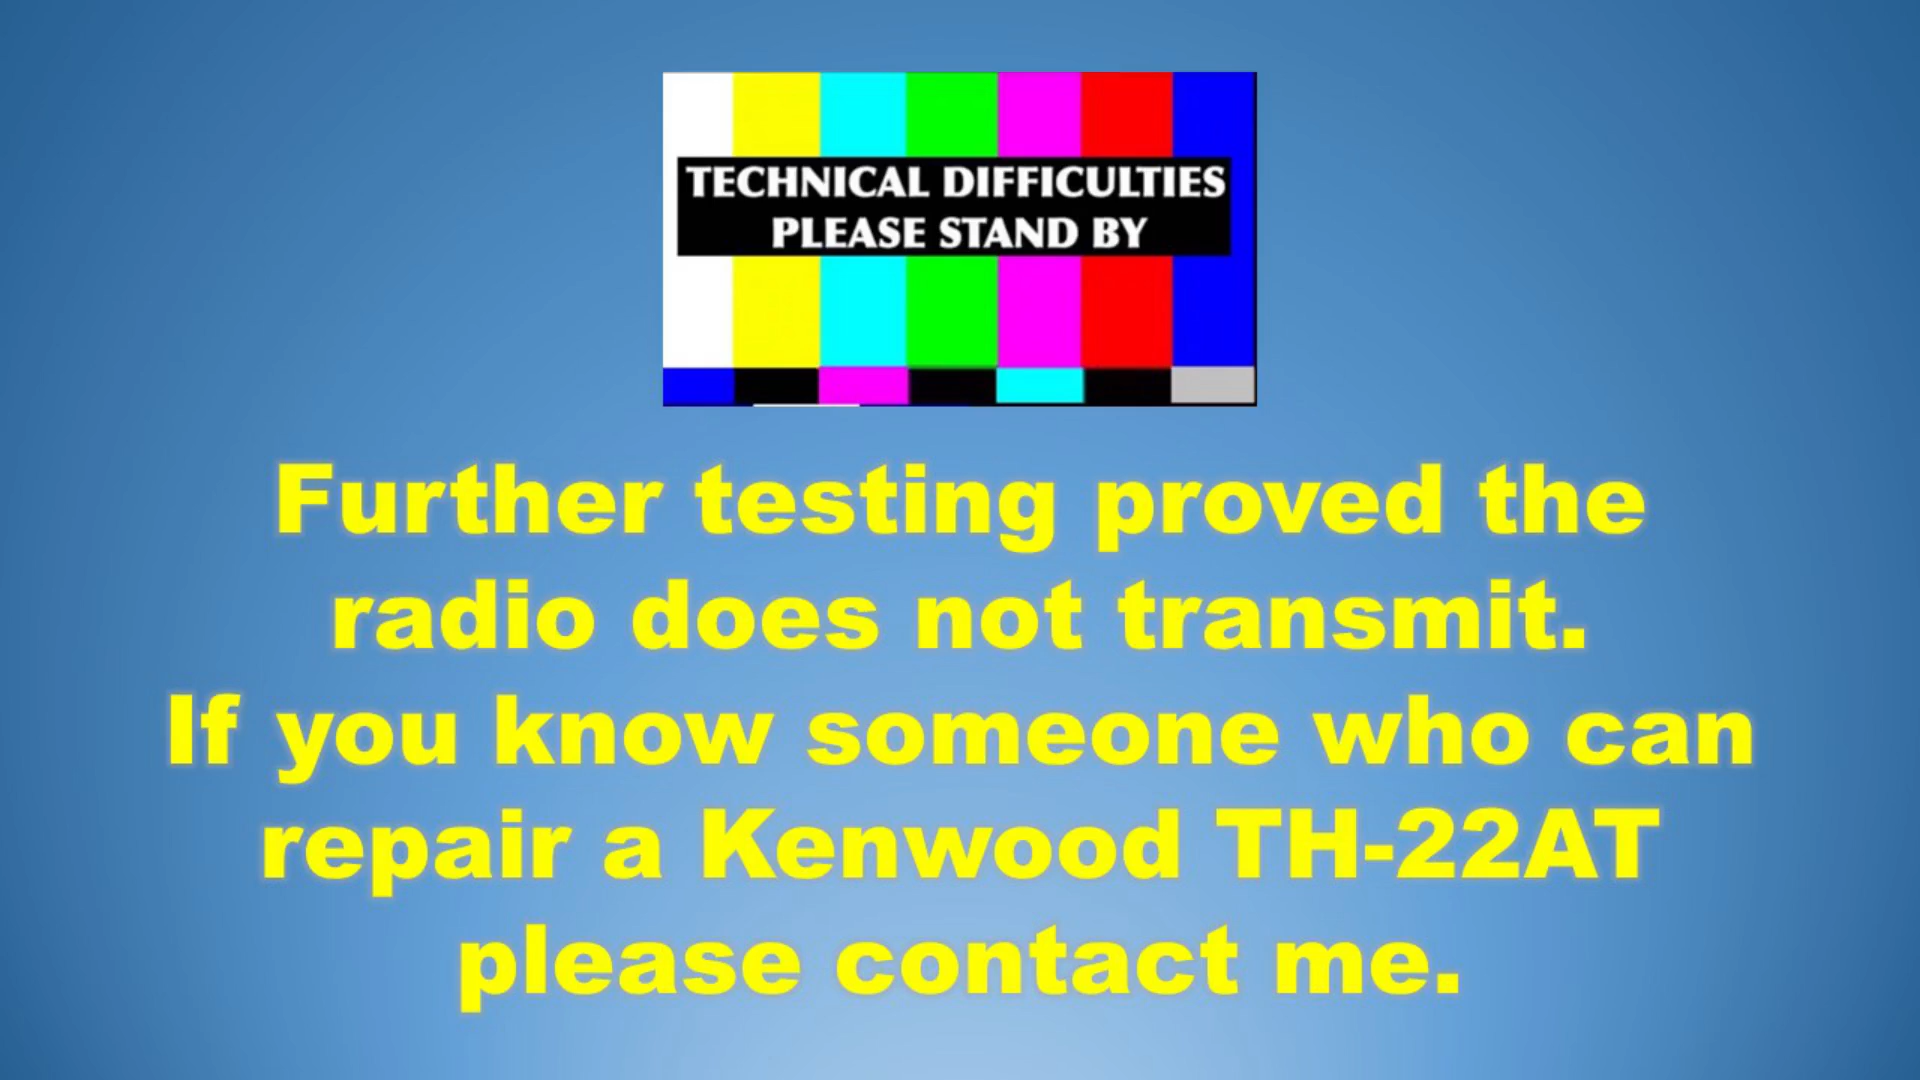 TECHNICAL DIFFICULTIES
PLEASE STAND BY
Further testing proved the
radio does not transmit.
If you know someone who can
repair a Kenwood TH-22AT
please contact me.